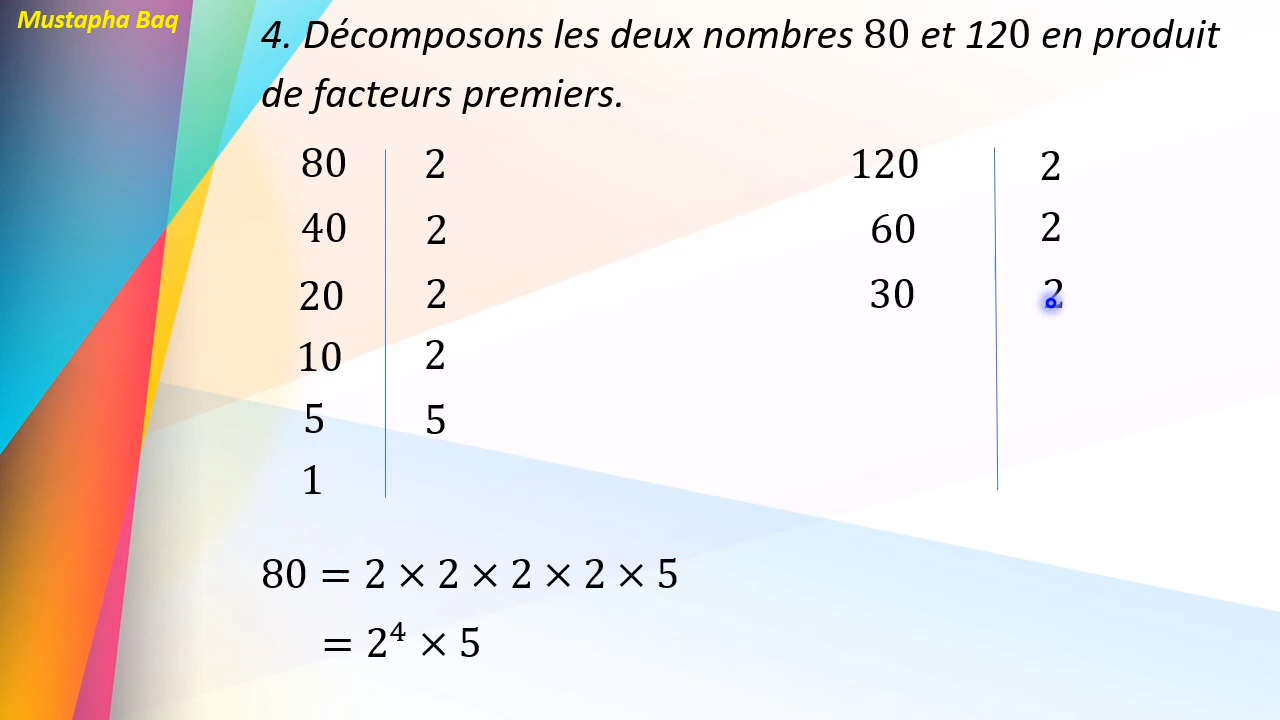 Mustapha Baq
4. Décomposons les deux nombres 80 et 120 en produit
de facteurs premiers.
80 2
40 2
20 2
10 2
5 5
1
120 2
60 2
30 2
80 = 2 × 2 × 2 × 2 × 5
= 2⁴ × 5